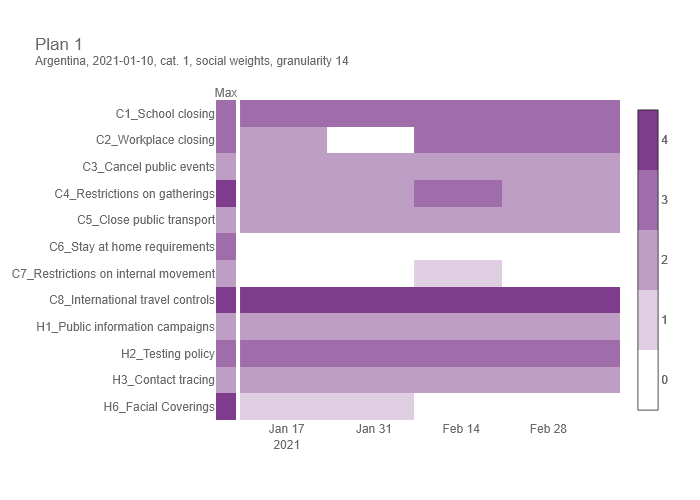 Plan 1
Argentina, 2021-01-10, cat. 1, social weights, granularity 14
Max
C1_School closing
C2_Workplace closing
C3_Cancel public events
C4_Restrictions on gatherings
C5_Close public transport
C6_Stay at home requirements
C7_Restrictions on internal movement
C8_International travel controls
H1_Public information campaigns
H2_Testing policy
H3_Contact tracing
H6_Facial Coverings
Jan 17 Jan 31 Feb 14 Feb 28
2021
4
3
2
1
0